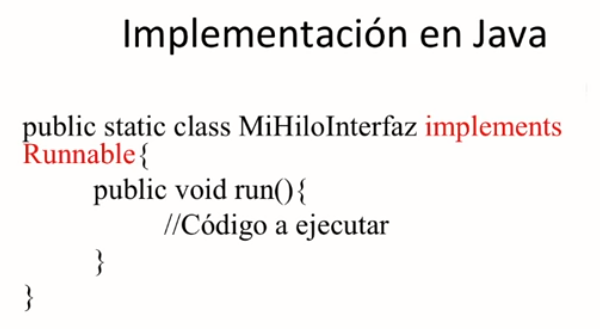 Implementación en Java
public static class MiHiloInterfaz implements
Runnable{
public void run(){
//Código a ejecutar
}
}